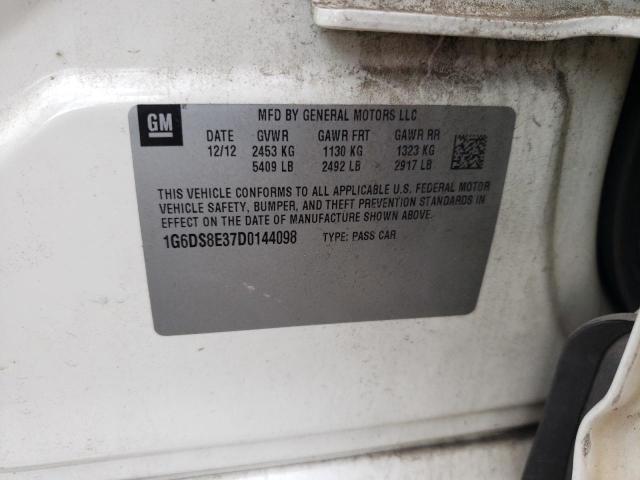 GM
MFD BY GENERAL MOTORS LLC
DATE GVWR GAWR FRT GAWR RR
12/12 2453 KG 1130 KG 1323 KG
5409 LB 2492 LB 2917 LB
THIS VEHICLE CONFORMS TO ALL APPLICABLE U.S. FEDERAL MOTOR
VEHICLE SAFETY, BUMPER, AND THEFT PREVENTION STANDARDS IN
EFFECT ON THE DATE OF MANUFACTURE SHOWN ABOVE.
1G6DS8E37D0144098 TYPE: PASS CAR